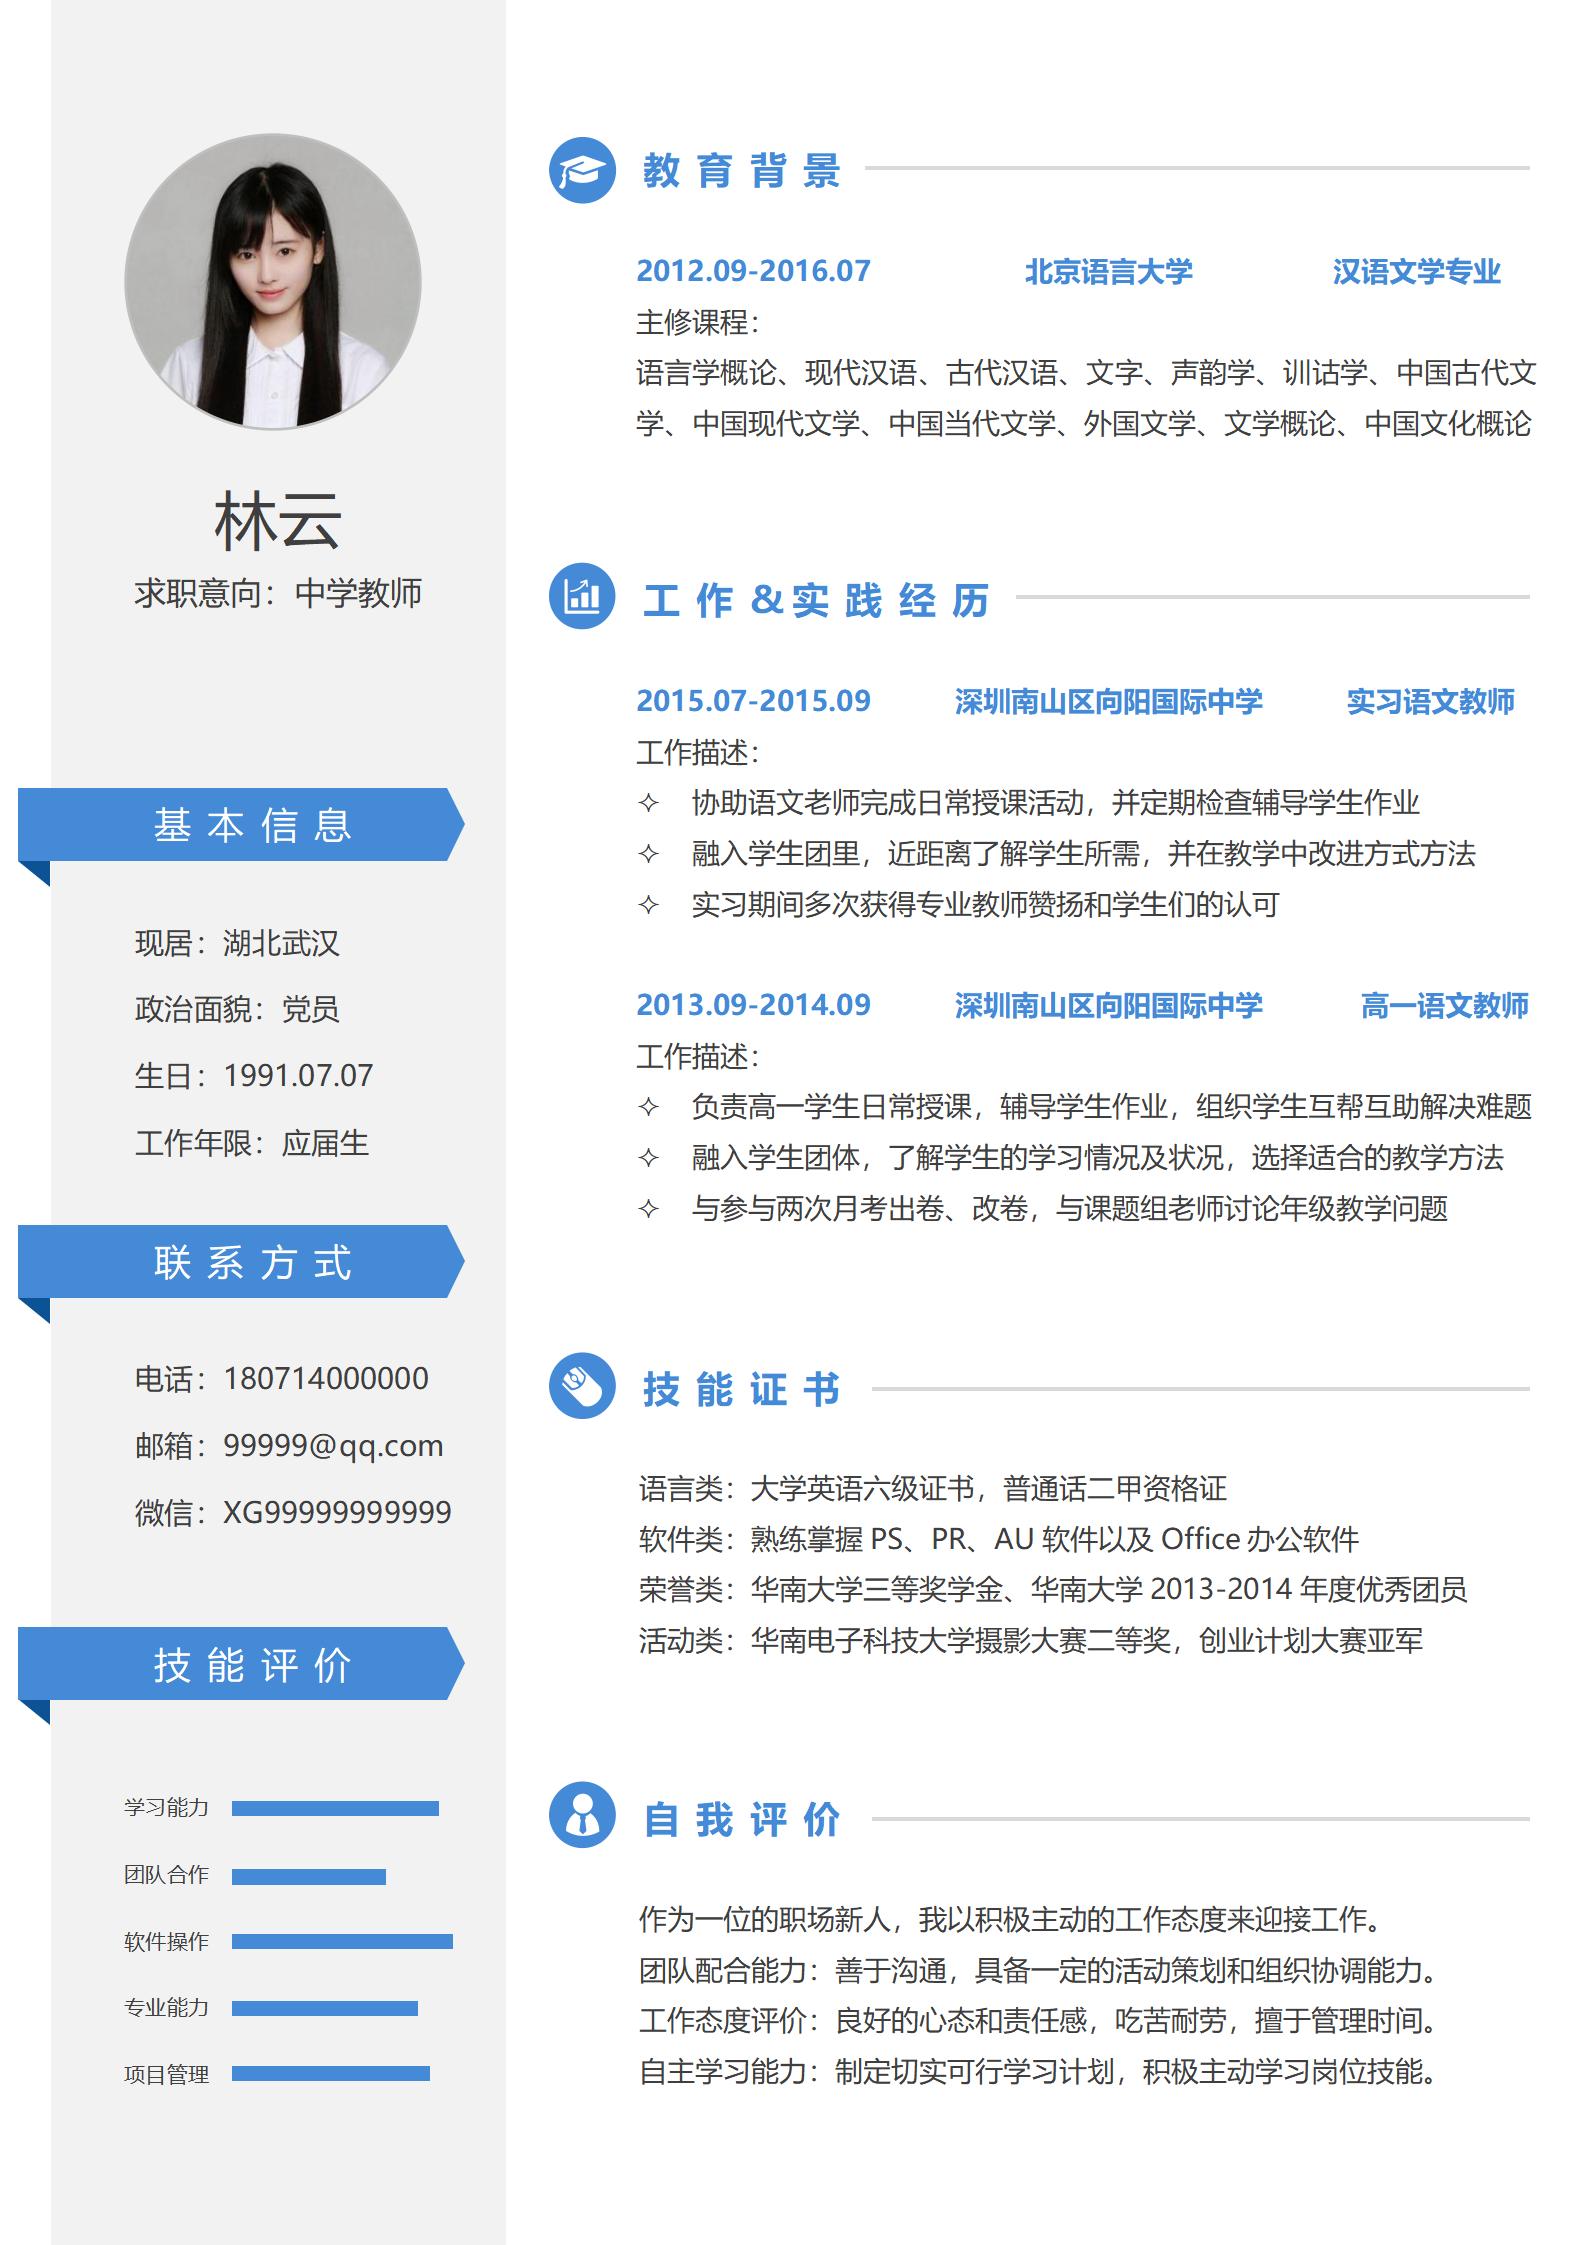 林云
求职意向：中学教师
基本信息
现居：湖北武汉
政治面貌：党员
生日：1991.07.07
工作年限：应届生
联系方式
电话：180714000000
邮箱：99999@qq.com
微信：XG99999999999
技能评价
学习能力
团队合作
软件操作
专业能力
项目管理
教育背景
2012.09-2016.07 北京语言大学 汉语文学专业
主修课程：
语言学概论、现代汉语、古代汉语、文字、声韵学、训诂学、中国古代文
学、中国现代文学、中国当代文学、外国文学、文学概论、中国文化概论
工作&实践经历
2015.07-2015.09 深圳南山区向阳国际中学 实习语文教师
工作描述：
✧ 协助语文老师完成日常授课活动，并定期检查辅导学生作业
✧ 融入学生团里，近距离了解学生所需，并在教学中改进方式方法
✧ 实习期间多次获得专业教师赞扬和学生们的认可
2013.09-2014.09 深圳南山区向阳国际中学 高一语文教师
工作描述：
✧ 负责高一学生日常授课，辅导学生作业，组织学生互帮互助解决难题
✧ 融入学生团体，了解学生的学习情况及状况，选择适合的教学方法
✧ 与参与两次月考出卷、改卷，与课题组老师讨论年级教学问题
技能证书
语言类：大学英语六级证书，普通话二甲资格证
软件类：熟练掌握 PS、PR、AU 软件以及 Office 办公软件
荣誉类：华南大学三等奖学金、华南大学 2013-2014 年度优秀团员
活动类：华南电子科技大学摄影大赛二等奖，创业计划大赛亚军
自我评价
作为一位的职场新人，我以积极主动的工作态度来迎接工作。
团队配合能力：善于沟通，具备一定的活动策划和组织协调能力。
工作态度评价：良好的心态和责任感，吃苦耐劳，擅于管理时间。
自主学习能力：制定切实可行学习计划，积极主动学习岗位技能。